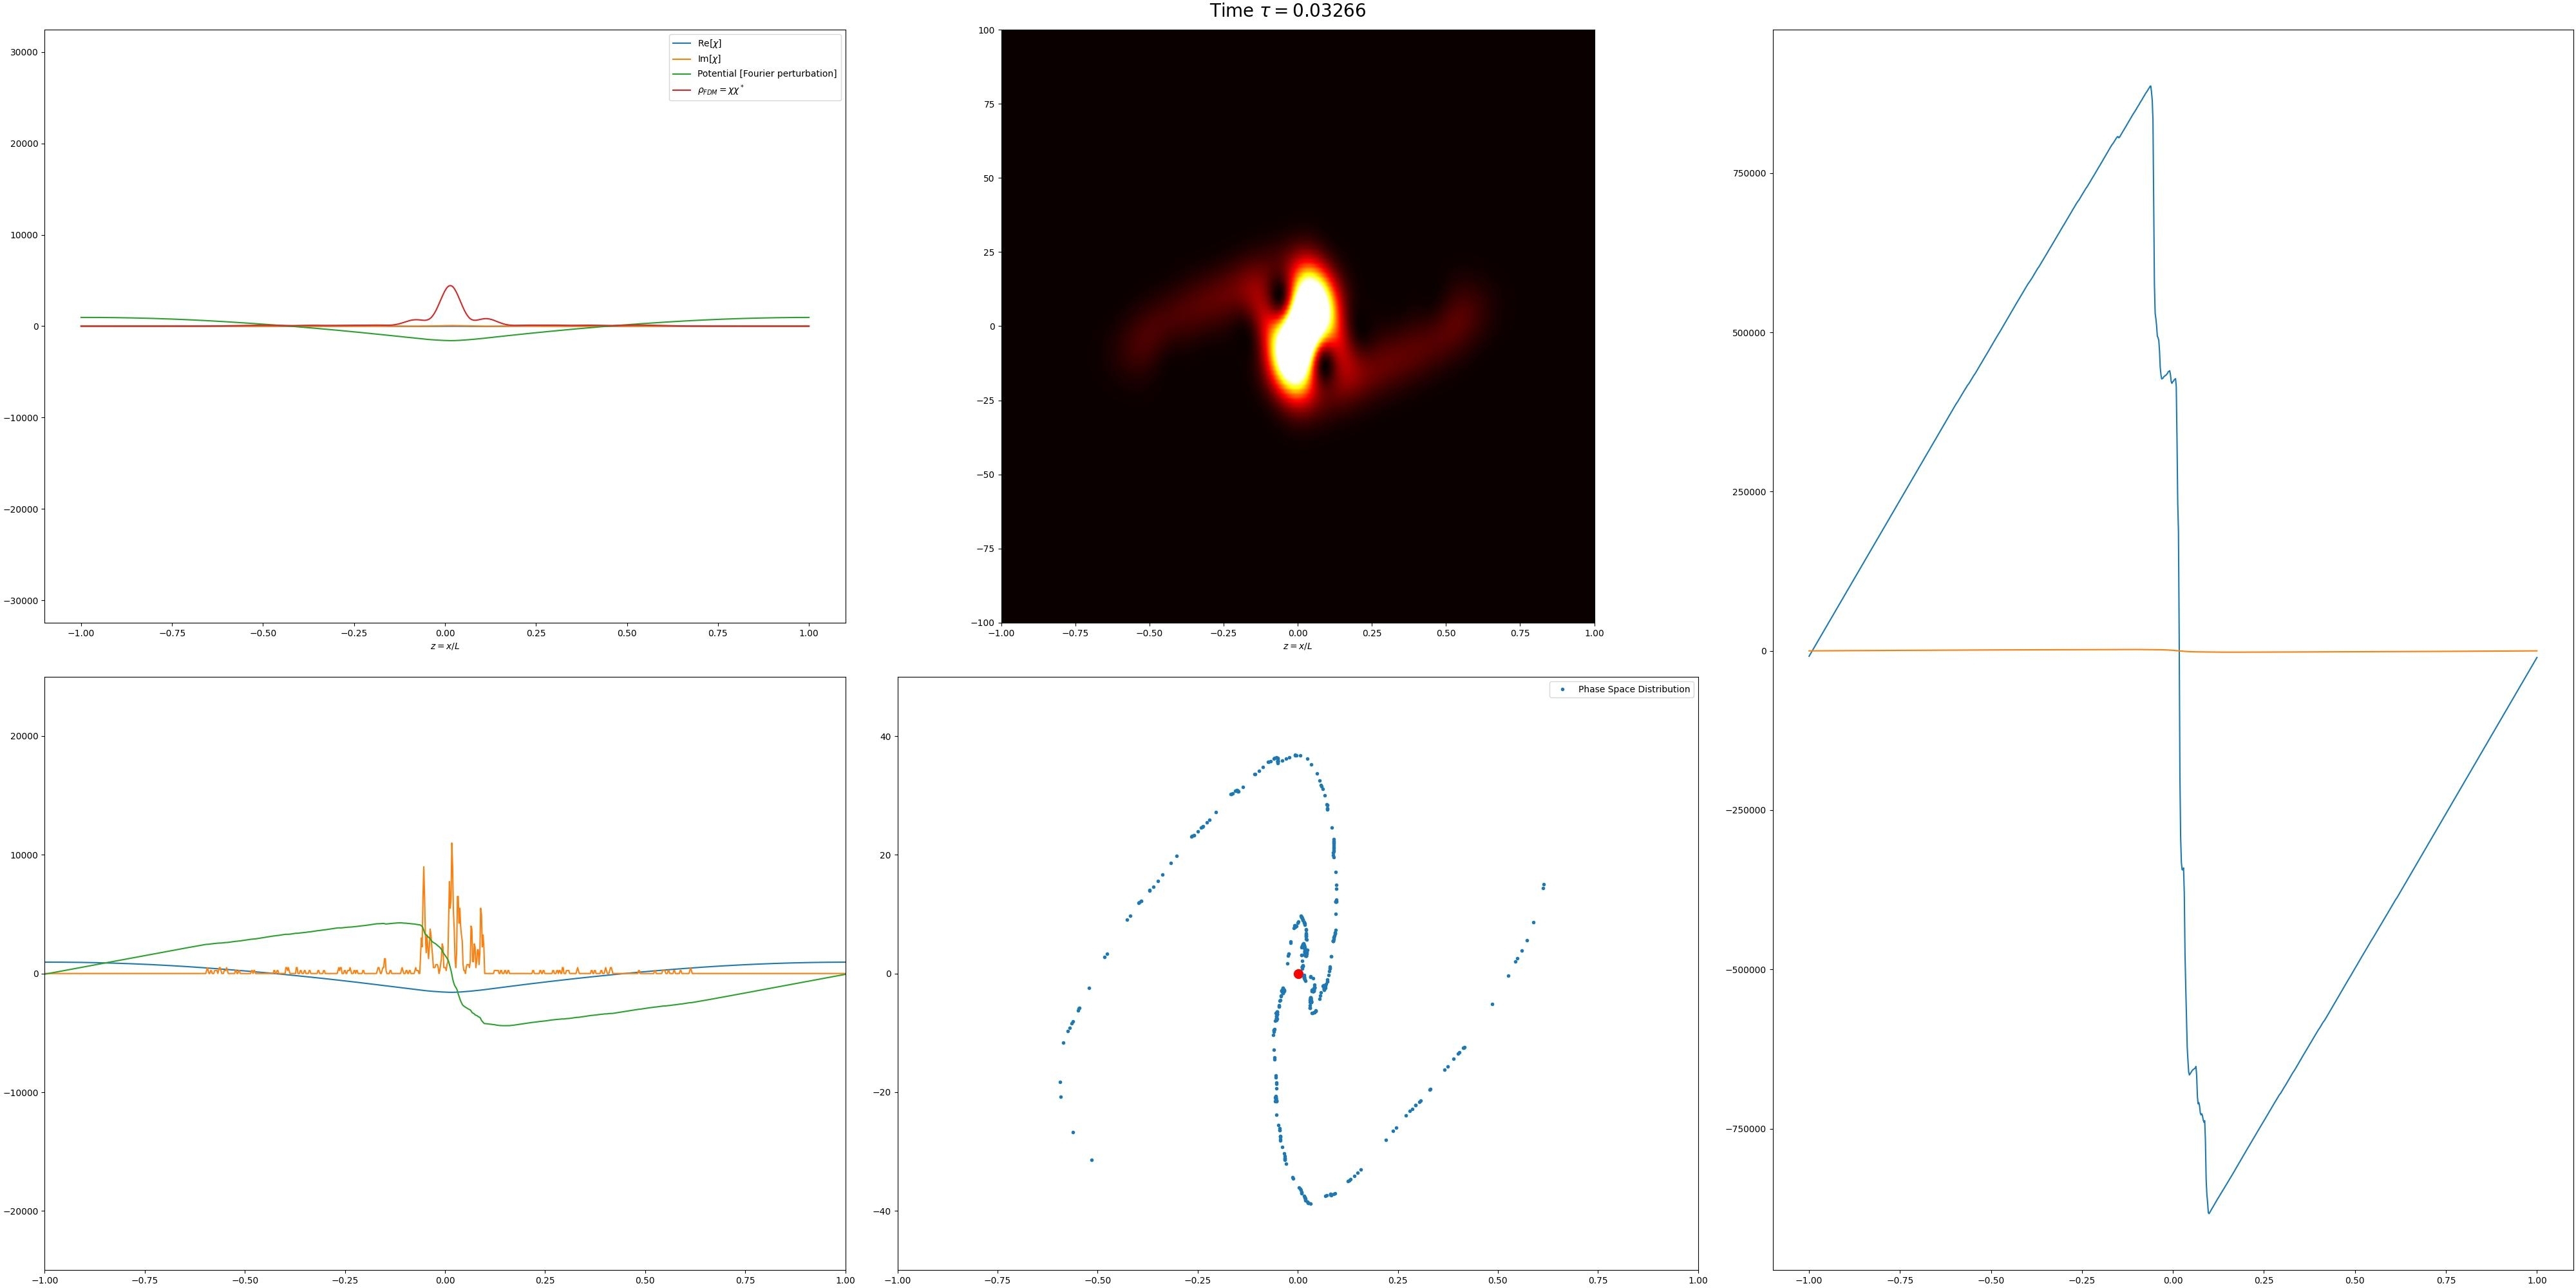 Time τ = 0.03266
30000
20000
10000
0
−10000
−20000
−30000
−1.00 −0.75 −0.50 −0.25 0.00 0.25 0.50 0.75 1.00
z = x/L
Re[χ]
Im[χ]
Potential [Fourier perturbation]
ρ_FDM = χχ*
100
75
50
25
0
−25
−50
−75
−100
−1.00 −0.75 −0.50 −0.25 0.00 0.25 0.50 0.75 1.00
z = x/L
750000
500000
250000
0
−250000
−500000
−750000
−1.00 −0.75 −0.50 −0.25 0.00 0.25 0.50 0.75 1.00
20000
10000
0
−10000
−20000
−1.00 −0.75 −0.50 −0.25 0.00 0.25 0.50 0.75 1.00
Phase Space Distribution
40
20
0
−20
−40
−1.00 −0.75 −0.50 −0.25 0.00 0.25 0.50 0.75 1.00